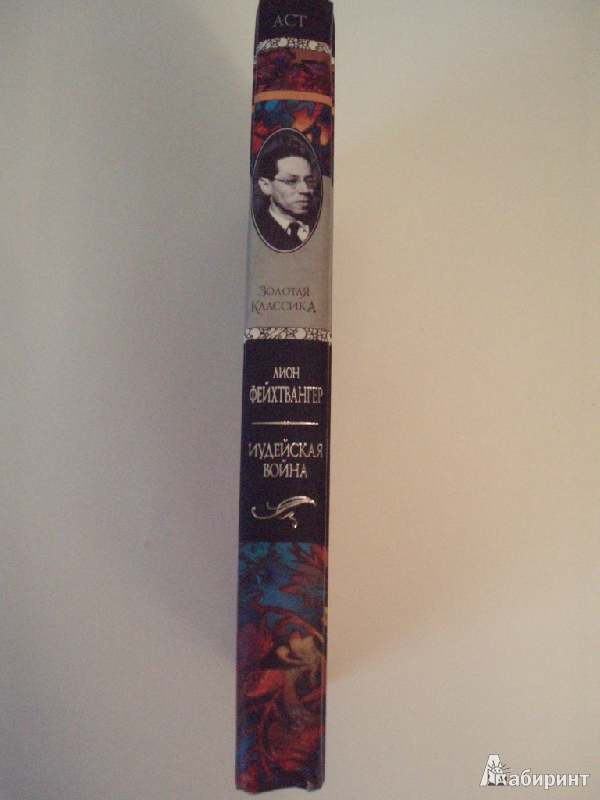 АСТ
ЗОЛОТАЯ
КЛАССИКА
ЛИОН
ФЕЙХТВАНГЕР
ИУДЕЙСКАЯ
ВОЙНА
Лабиринт